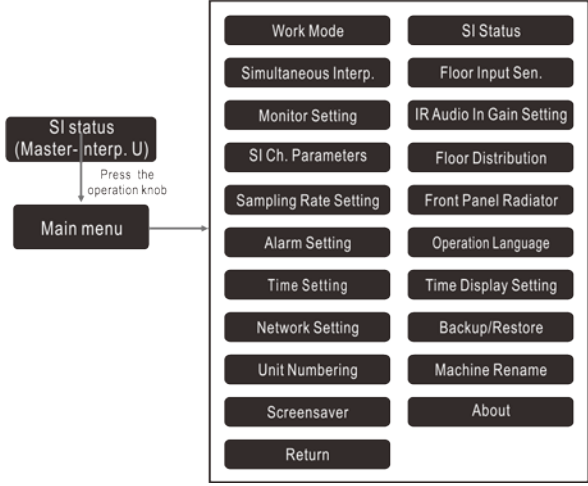 SI status
(Master-Interp. U)
Press the
operation knob
Main menu
Work Mode
SI Status
Simultaneous Interp.
Floor Input Sen.
Monitor Setting
IR Audio In Gain Setting
SI Ch. Parameters
Floor Distribution
Sampling Rate Setting
Front Panel Radiator
Alarm Setting
Operation Language
Time Setting
Time Display Setting
Network Setting
Backup/Restore
Unit Numbering
Machine Rename
Screensaver
About
Return